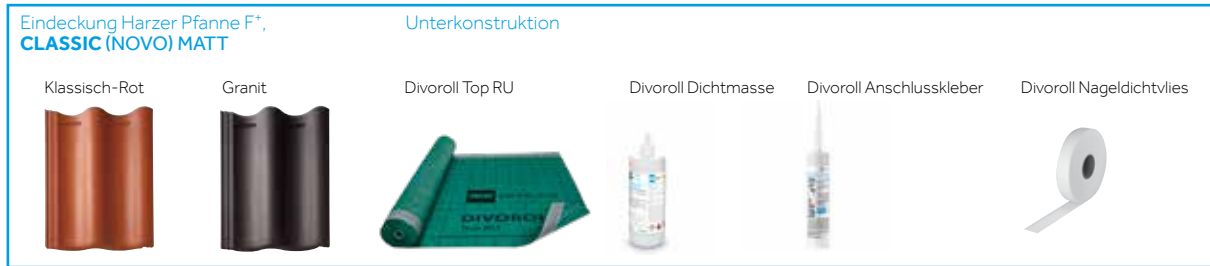 Eindeckung Harzer Pfanne F⁺,
CLASSIC (NOVO) MATT
Unterkonstruktion
Klassisch-Rot
Granit
Divoroll Top RU
Divoroll Dichtmasse
Divoroll Anschlusskleber
Divoroll Nageldichtvlies